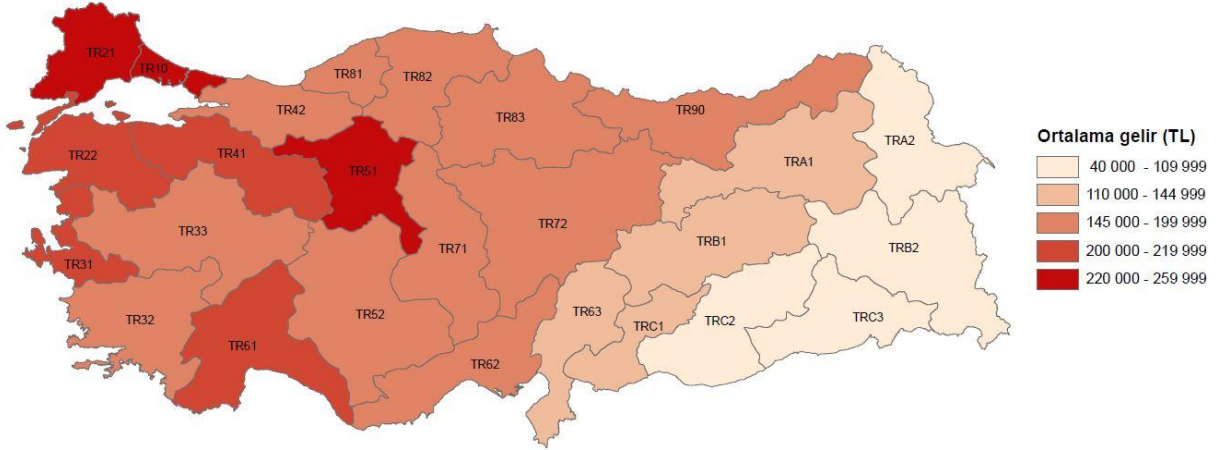 TR21
TR10
TR81
TR82
TR42
TR83
TR90
TR22
TR41
TR51
TRA1
TRA2
TR33
TR72
TR71
TRB1
TRB2
TR31
TR32
TR52
TR63
TRC1
TRC2
TRC3
TR61
TR62
Ortalama gelir (TL)
40 000 - 109 999
110 000 - 144 999
145 000 - 199 999
200 000 - 219 999
220 000 - 259 999